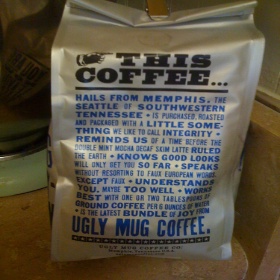 THIS
COFFEE...
HAILS FROM MEMPHIS, THE
SEATTLE OF SOUTHWESTERN
TENNESSEE • IS PURCHASED, ROASTED
AND PACKAGED WITH A LITTLE SOME-
THING WE LIKE TO CALL INTEGRITY •
REMINDS US OF A TIME BEFORE THE
DOUBLE MINT MOCHA DECAF SKIM LATTE RULED
THE EARTH • KNOWS GOOD LOOKS
WILL ONLY GET YOU SO FAR • SPEAKS
WITHOUT RESORTING TO FAUX EUROPEAN WORDS.
EXCEPT FAUX • UNDERSTANDS
YOU. MAYBE TOO WELL • WORKS
BEST WITH ONE OR TWO TABLESPOONS OF
GROUND COFFEE PER 6 OUNCES OF WATER
• IS THE LATEST BUNDLE OF JOY FROM
UGLY MUG COFFEE.
UGLY MUG COFFEE CO.